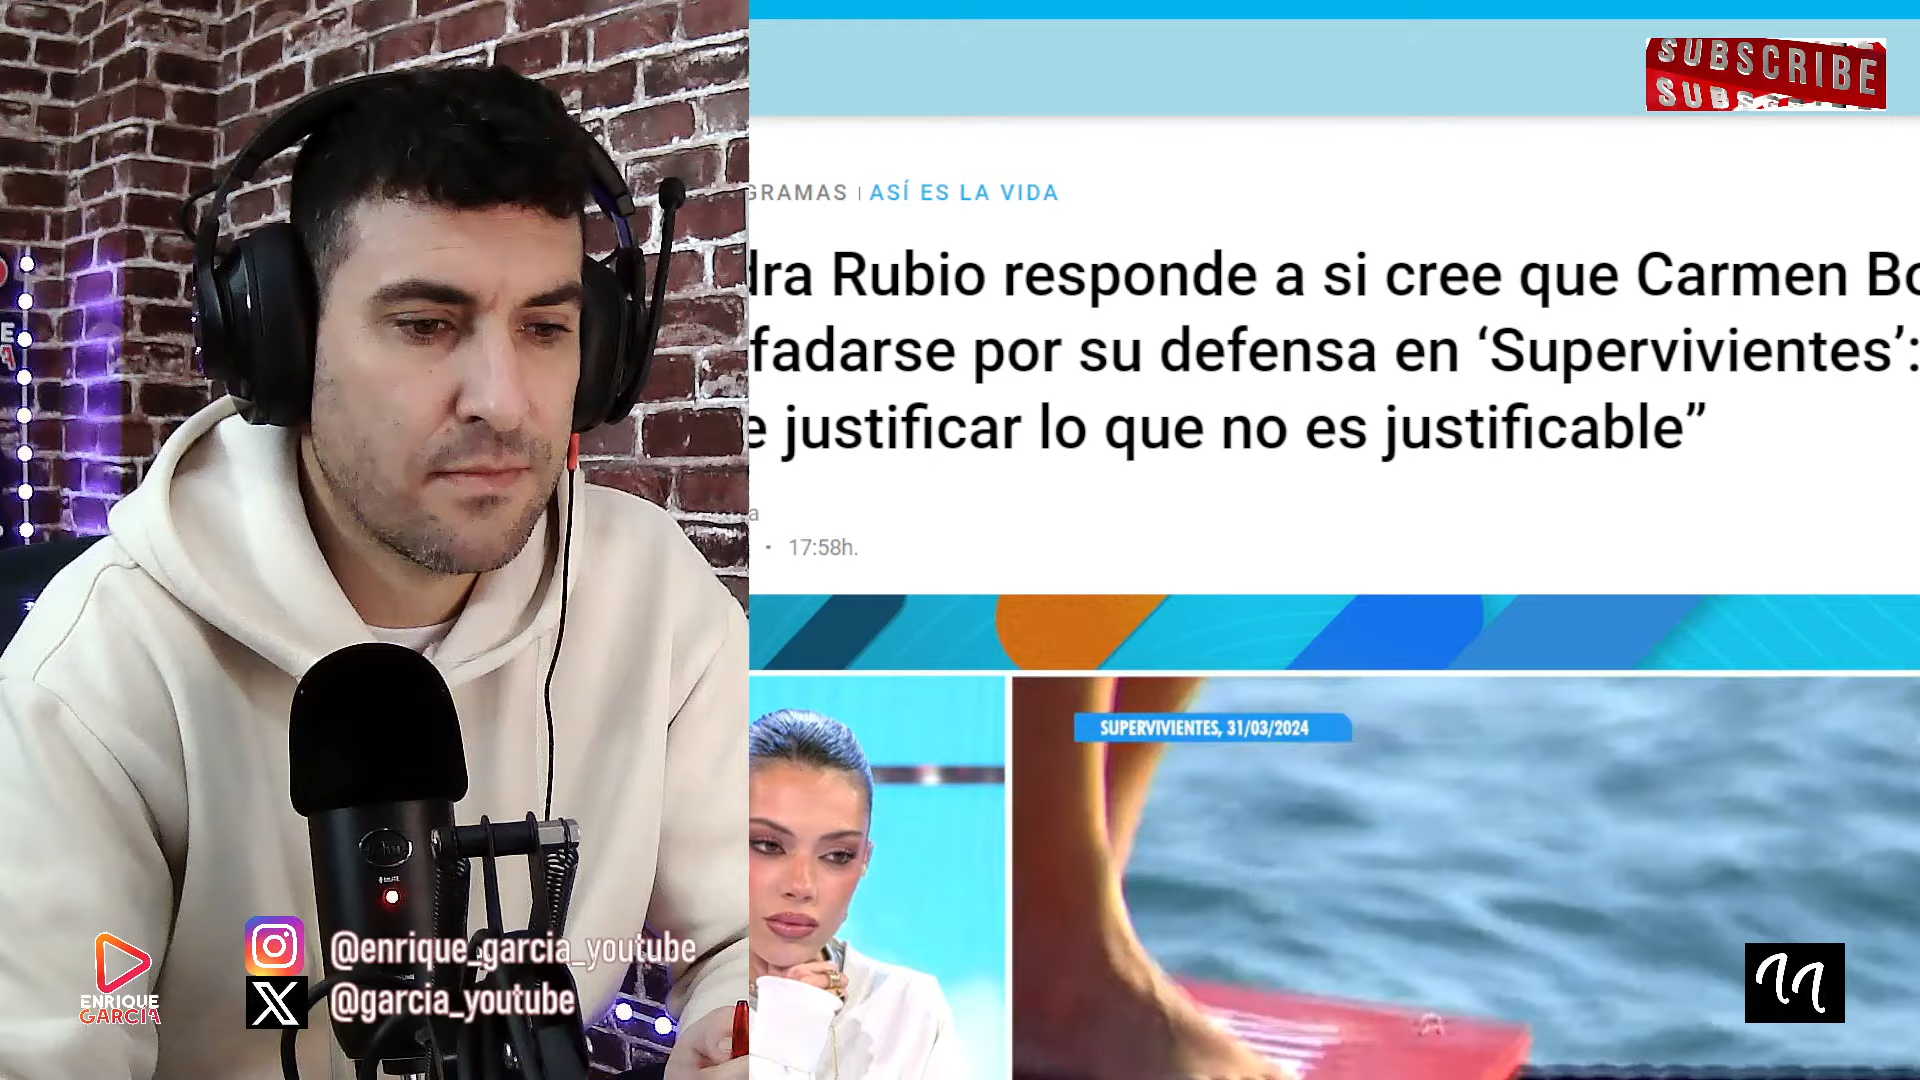 SUBSCRIBE
GRAMAS | ASÍ ES LA VIDA
dra Rubio responde a si cree que Carmen Bo
fadarse por su defensa en ‘Supervivientes’:
e justificar lo que no es justificable”
a
· 17:58h.
SUPERVIVIENTES, 31/03/2024
@enrique_garcia_youtube
@garcia_youtube
ENRIQUE
GARCIA